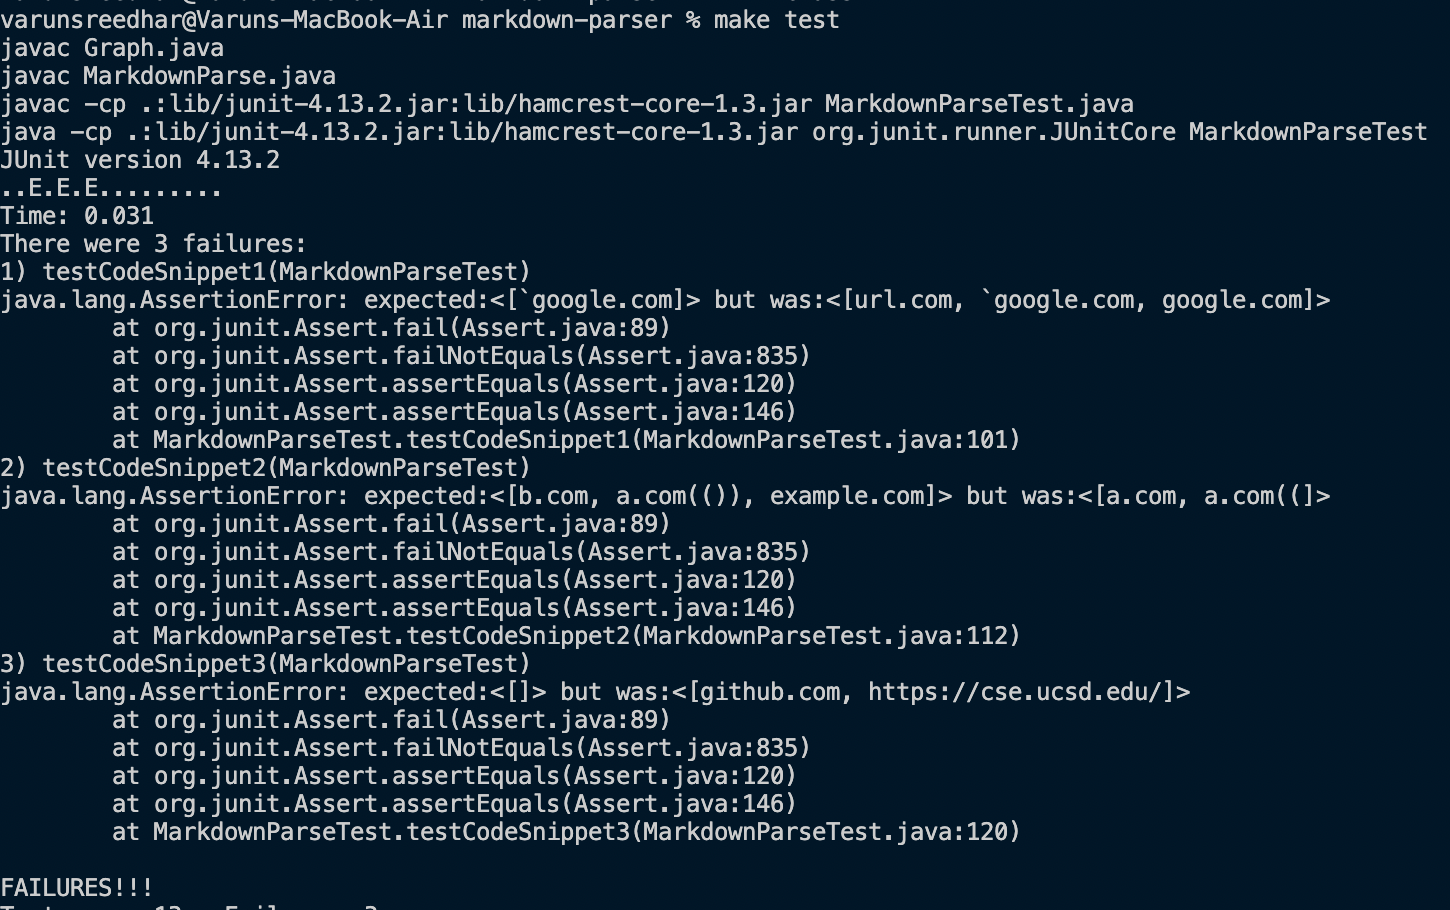 varunsreedhar@Varuns-MacBook-Air markdown-parser % make test
javac Graph.java
javac MarkdownParse.java
javac -cp .:lib/junit-4.13.2.jar:lib/hamcrest-core-1.3.jar MarkdownParseTest.java
java -cp .:lib/junit-4.13.2.jar:lib/hamcrest-core-1.3.jar org.junit.runner.JUnitCore MarkdownParseTest
JUnit version 4.13.2
..E.E.E.........
Time: 0.031
There were 3 failures:
1) testCodeSnippet1(MarkdownParseTest)
java.lang.AssertionError: expected:<[`google.com]> but was:<[url.com, `google.com, google.com]>
        at org.junit.Assert.fail(Assert.java:89)
        at org.junit.Assert.failNotEquals(Assert.java:835)
        at org.junit.Assert.assertEquals(Assert.java:120)
        at org.junit.Assert.assertEquals(Assert.java:146)
        at MarkdownParseTest.testCodeSnippet1(MarkdownParseTest.java:101)
2) testCodeSnippet2(MarkdownParseTest)
java.lang.AssertionError: expected:<[b.com, a.com(()), example.com]> but was:<[a.com, a.com((]>
        at org.junit.Assert.fail(Assert.java:89)
        at org.junit.Assert.failNotEquals(Assert.java:835)
        at org.junit.Assert.assertEquals(Assert.java:120)
        at org.junit.Assert.assertEquals(Assert.java:146)
        at MarkdownParseTest.testCodeSnippet2(MarkdownParseTest.java:112)
3) testCodeSnippet3(MarkdownParseTest)
java.lang.AssertionError: expected:<[]> but was:<[github.com, https://cse.ucsd.edu/]>
        at org.junit.Assert.fail(Assert.java:89)
        at org.junit.Assert.failNotEquals(Assert.java:835)
        at org.junit.Assert.assertEquals(Assert.java:120)
        at org.junit.Assert.assertEquals(Assert.java:146)
        at MarkdownParseTest.testCodeSnippet3(MarkdownParseTest.java:120)
FAILURES!!!